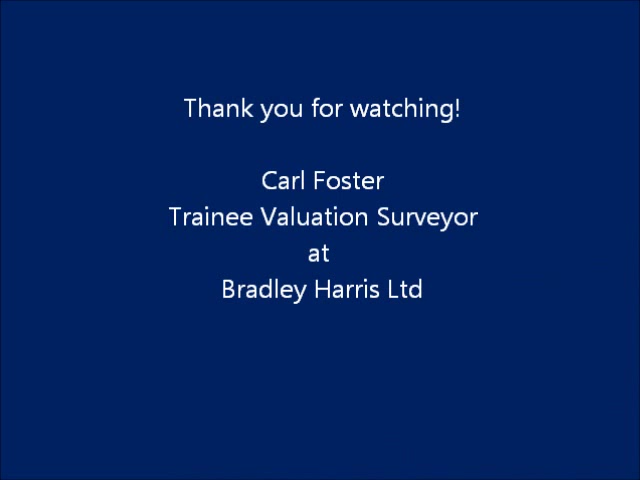 Thank you for watching!
Carl Foster
Trainee Valuation Surveyor
at
Bradley Harris Ltd